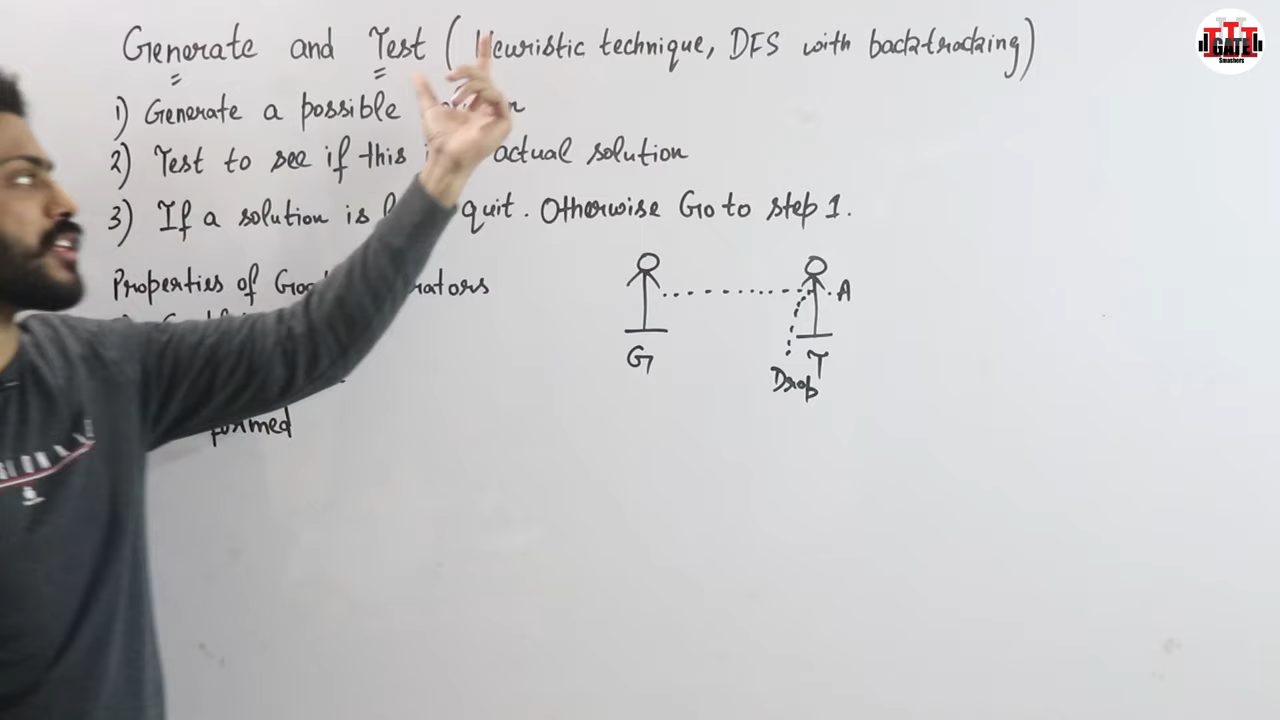 Generate and Test (Heuristic technique, DFS with backtracking)
1) Generate a possible
2) Test to see if this actual solution
3) If a solution is quit. Otherwise Go to step 1.
Properties of
formed
A
G
T
Drop
GATE
Smashers